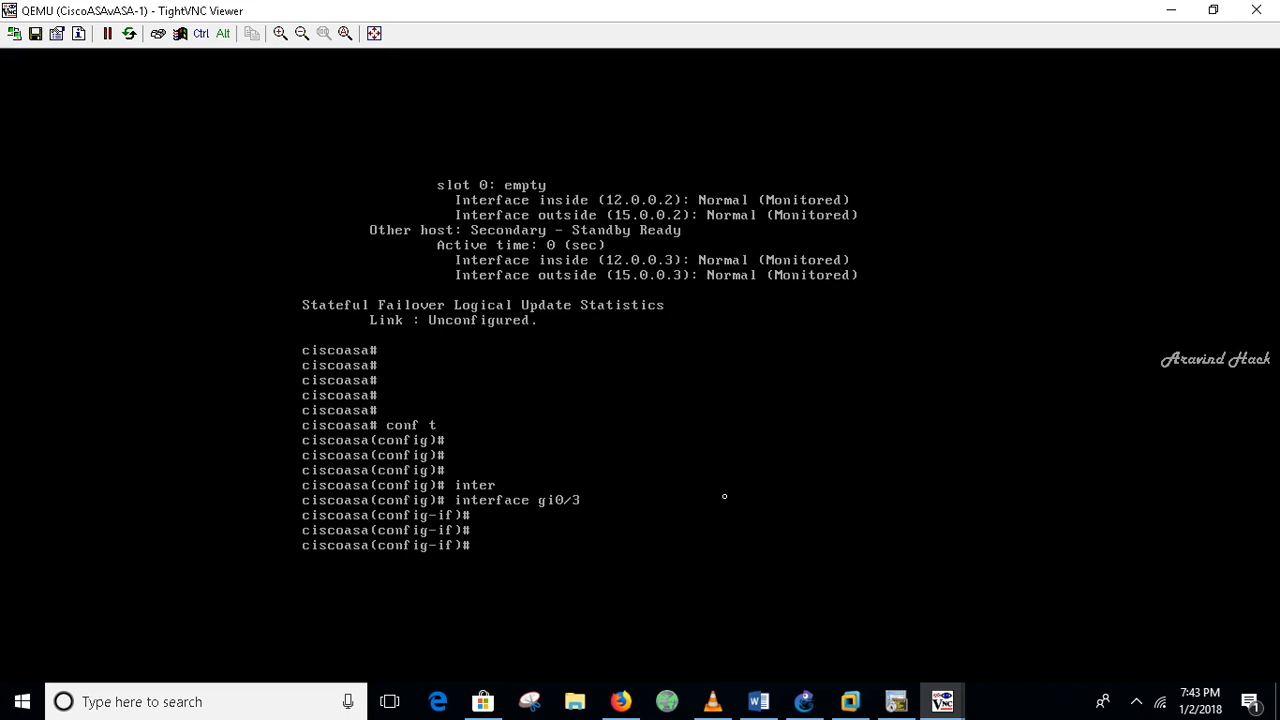 QEMU (CiscoASAvASA-1) - TightVNC Viewer
Ctrl Alt
slot 0: empty
Interface inside (12.0.0.2): Normal (Monitored)
Interface outside (15.0.0.2): Normal (Monitored)
Other host: Secondary - Standby Ready
Active time: 0 (sec)
Interface inside (12.0.0.3): Normal (Monitored)
Interface outside (15.0.0.3): Normal (Monitored)
Stateful Failover Logical Update Statistics
Link : Unconfigured.
ciscoasa#
ciscoasa#
ciscoasa#
ciscoasa#
ciscoasa#
ciscoasa# conf t
ciscoasa(config)#
ciscoasa(config)#
ciscoasa(config)#
ciscoasa(config)# inter
ciscoasa(config)# interface gi0/3
ciscoasa(config-if)#
ciscoasa(config-if)#
ciscoasa(config-if)#
Aravind Hack
Type here to search
7:43 PM
1/2/2018